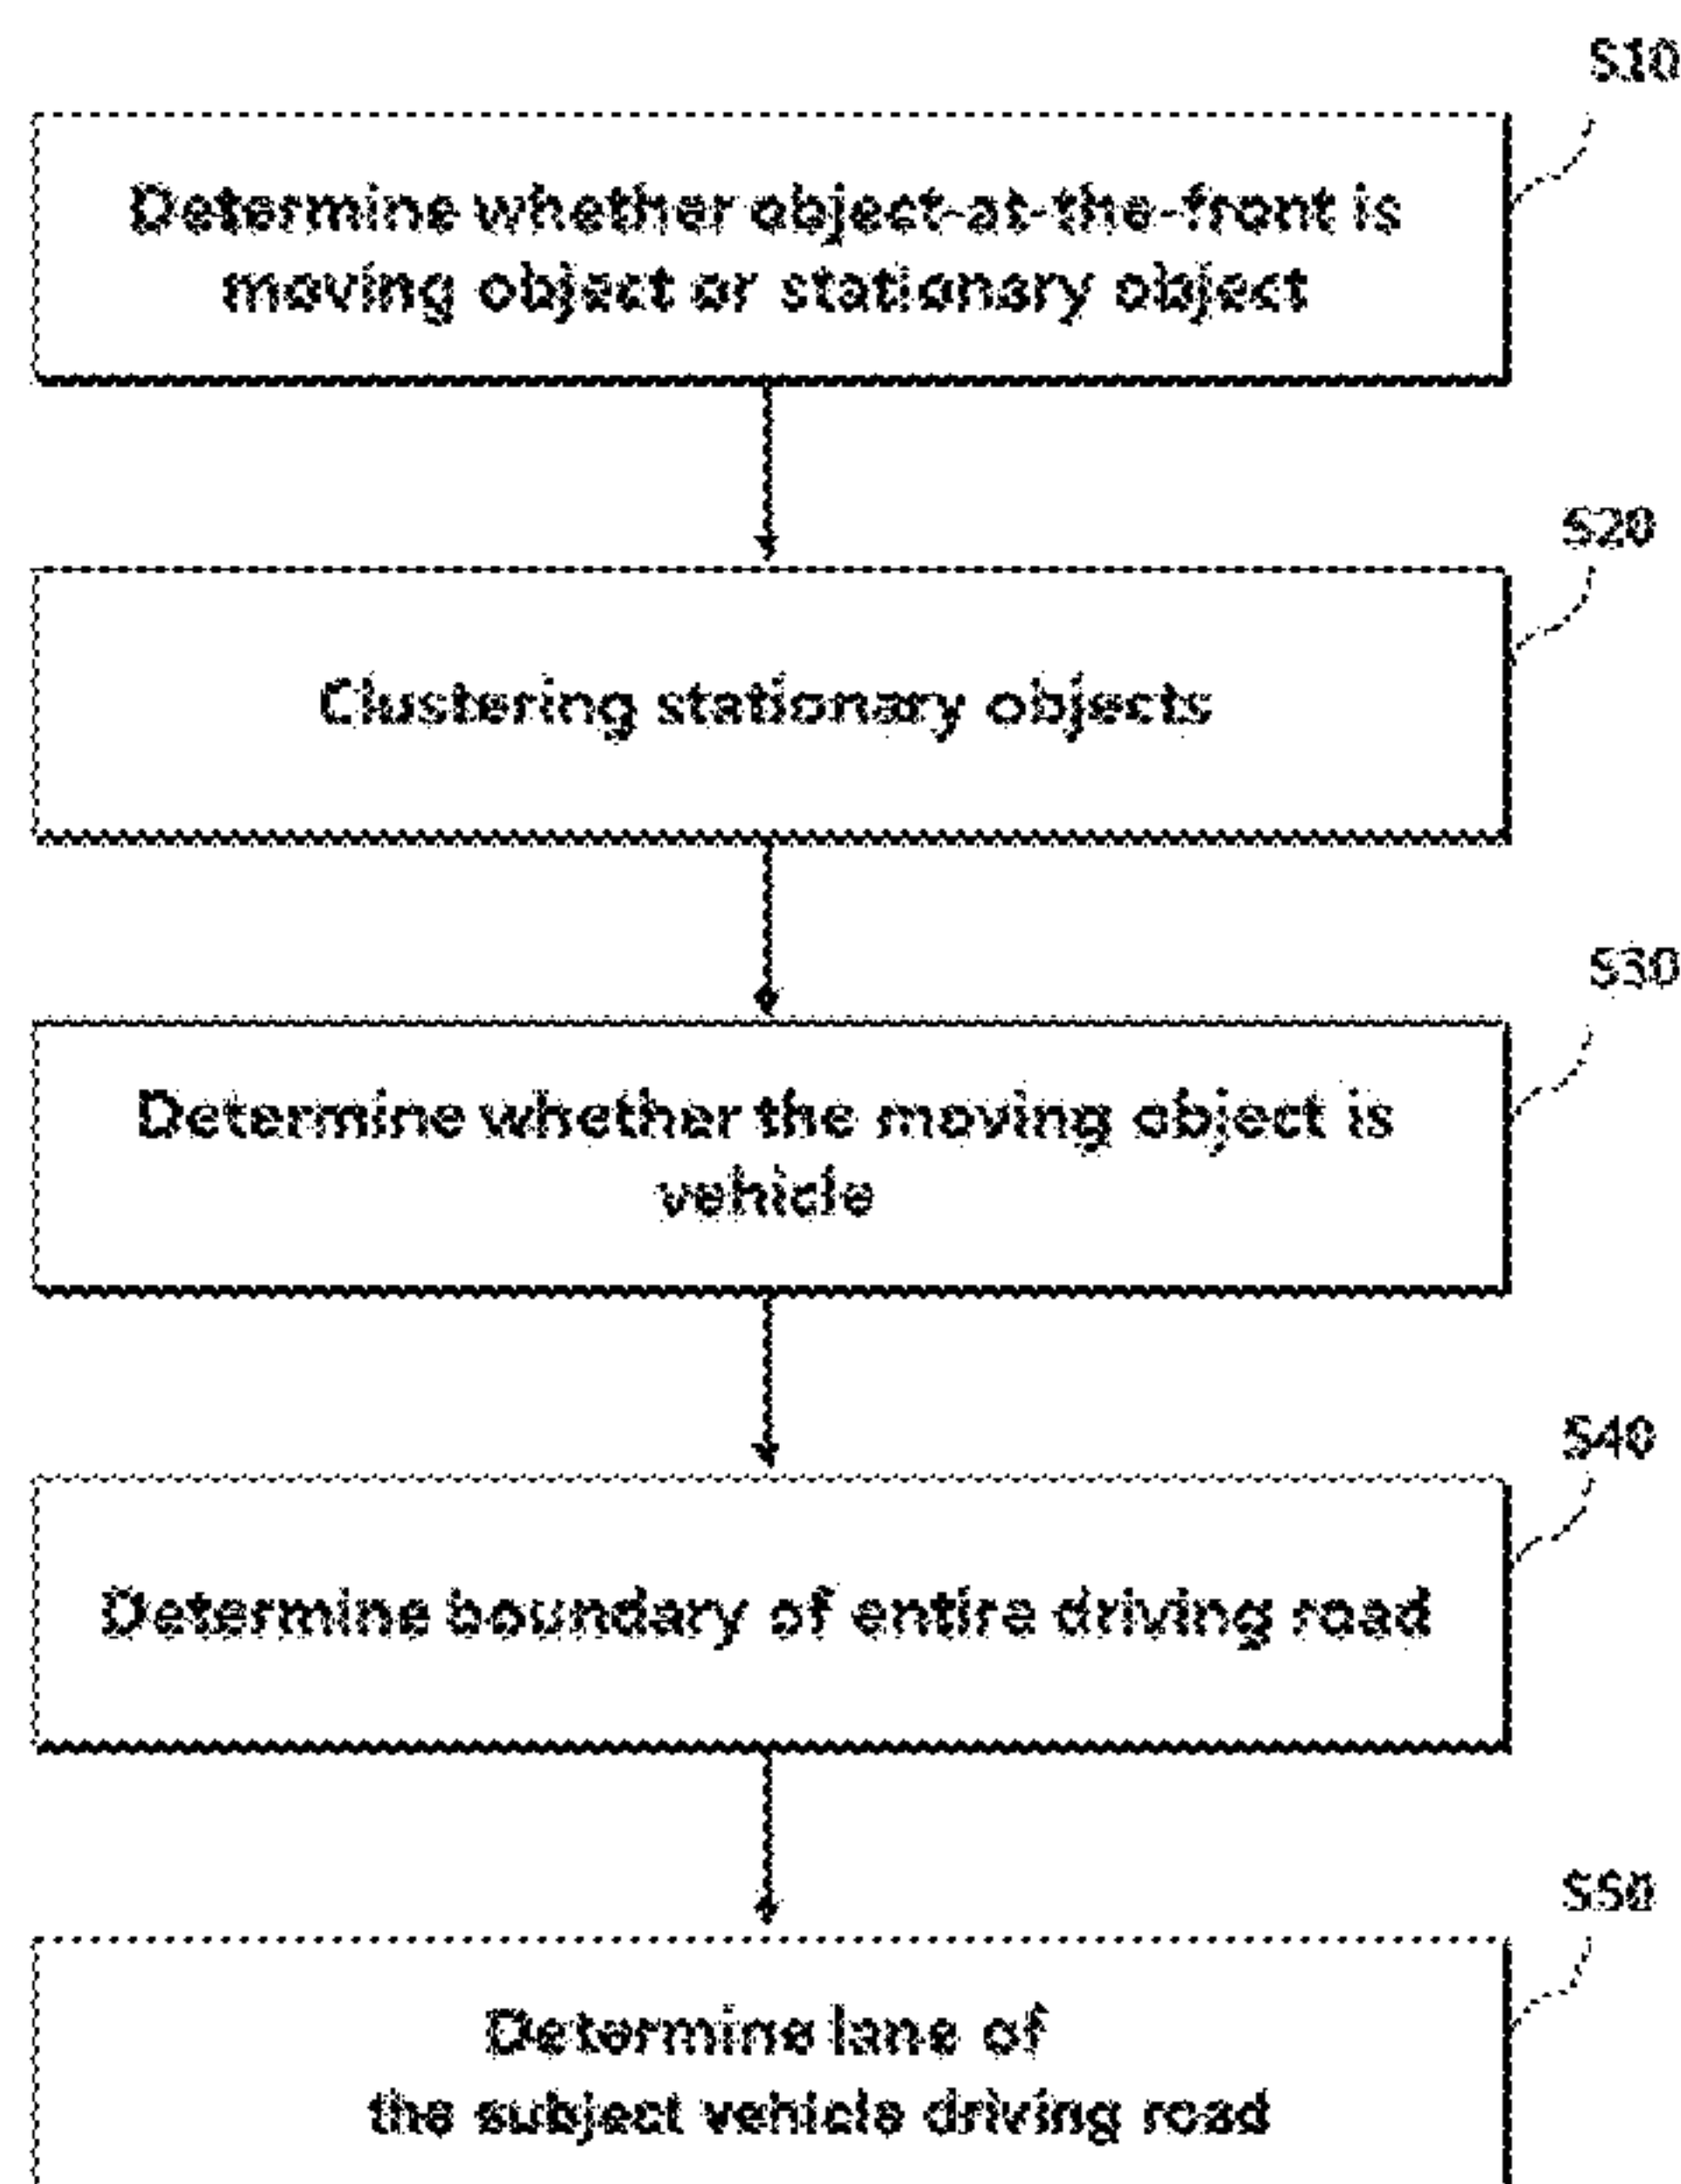 S10
Determine whether object-at-the-front is
moving object or stationary object
S20
Clustering stationary objects
S30
Determine whether the moving object is
vehicle
S40
Determine boundary of entire driving road
S50
Determine lane of
the subject vehicle driving road